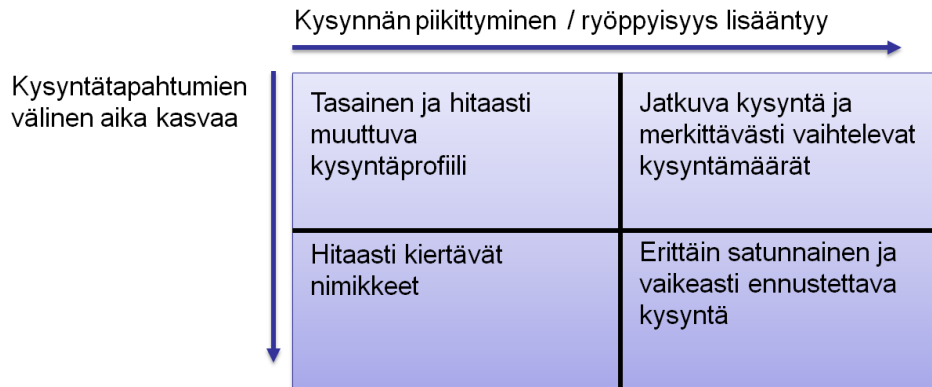 Kysynnän piikittyminen / ryöppyisyys lisääntyy
Kysyntätapahtumien
välinen aika kasvaa
Tasainen ja hitaasti
muuttuva
kysyntäprofiili
Jatkuva kysyntä ja
merkittävästi vaihtelevat
kysyntämäärät
Hitaasti kiertävät
nimikkeet
Erittäin satunnainen ja
vaikeasti ennustettava
kysyntä